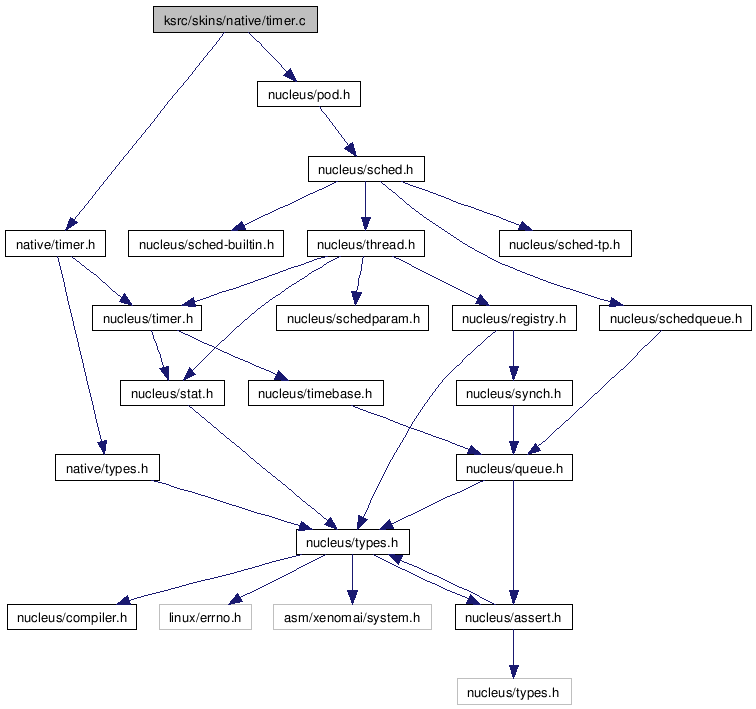 ksrc/skins/native/timer.c
nucleus/pod.h
nucleus/sched.h
native/timer.h
nucleus/sched-builtin.h
nucleus/thread.h
nucleus/sched-tp.h
nucleus/timer.h
nucleus/schedparam.h
nucleus/registry.h
nucleus/schedqueue.h
nucleus/stat.h
nucleus/timebase.h
nucleus/synch.h
native/types.h
nucleus/queue.h
nucleus/types.h
nucleus/compiler.h
linux/errno.h
asm/xenomai/system.h
nucleus/assert.h
nucleus/types.h